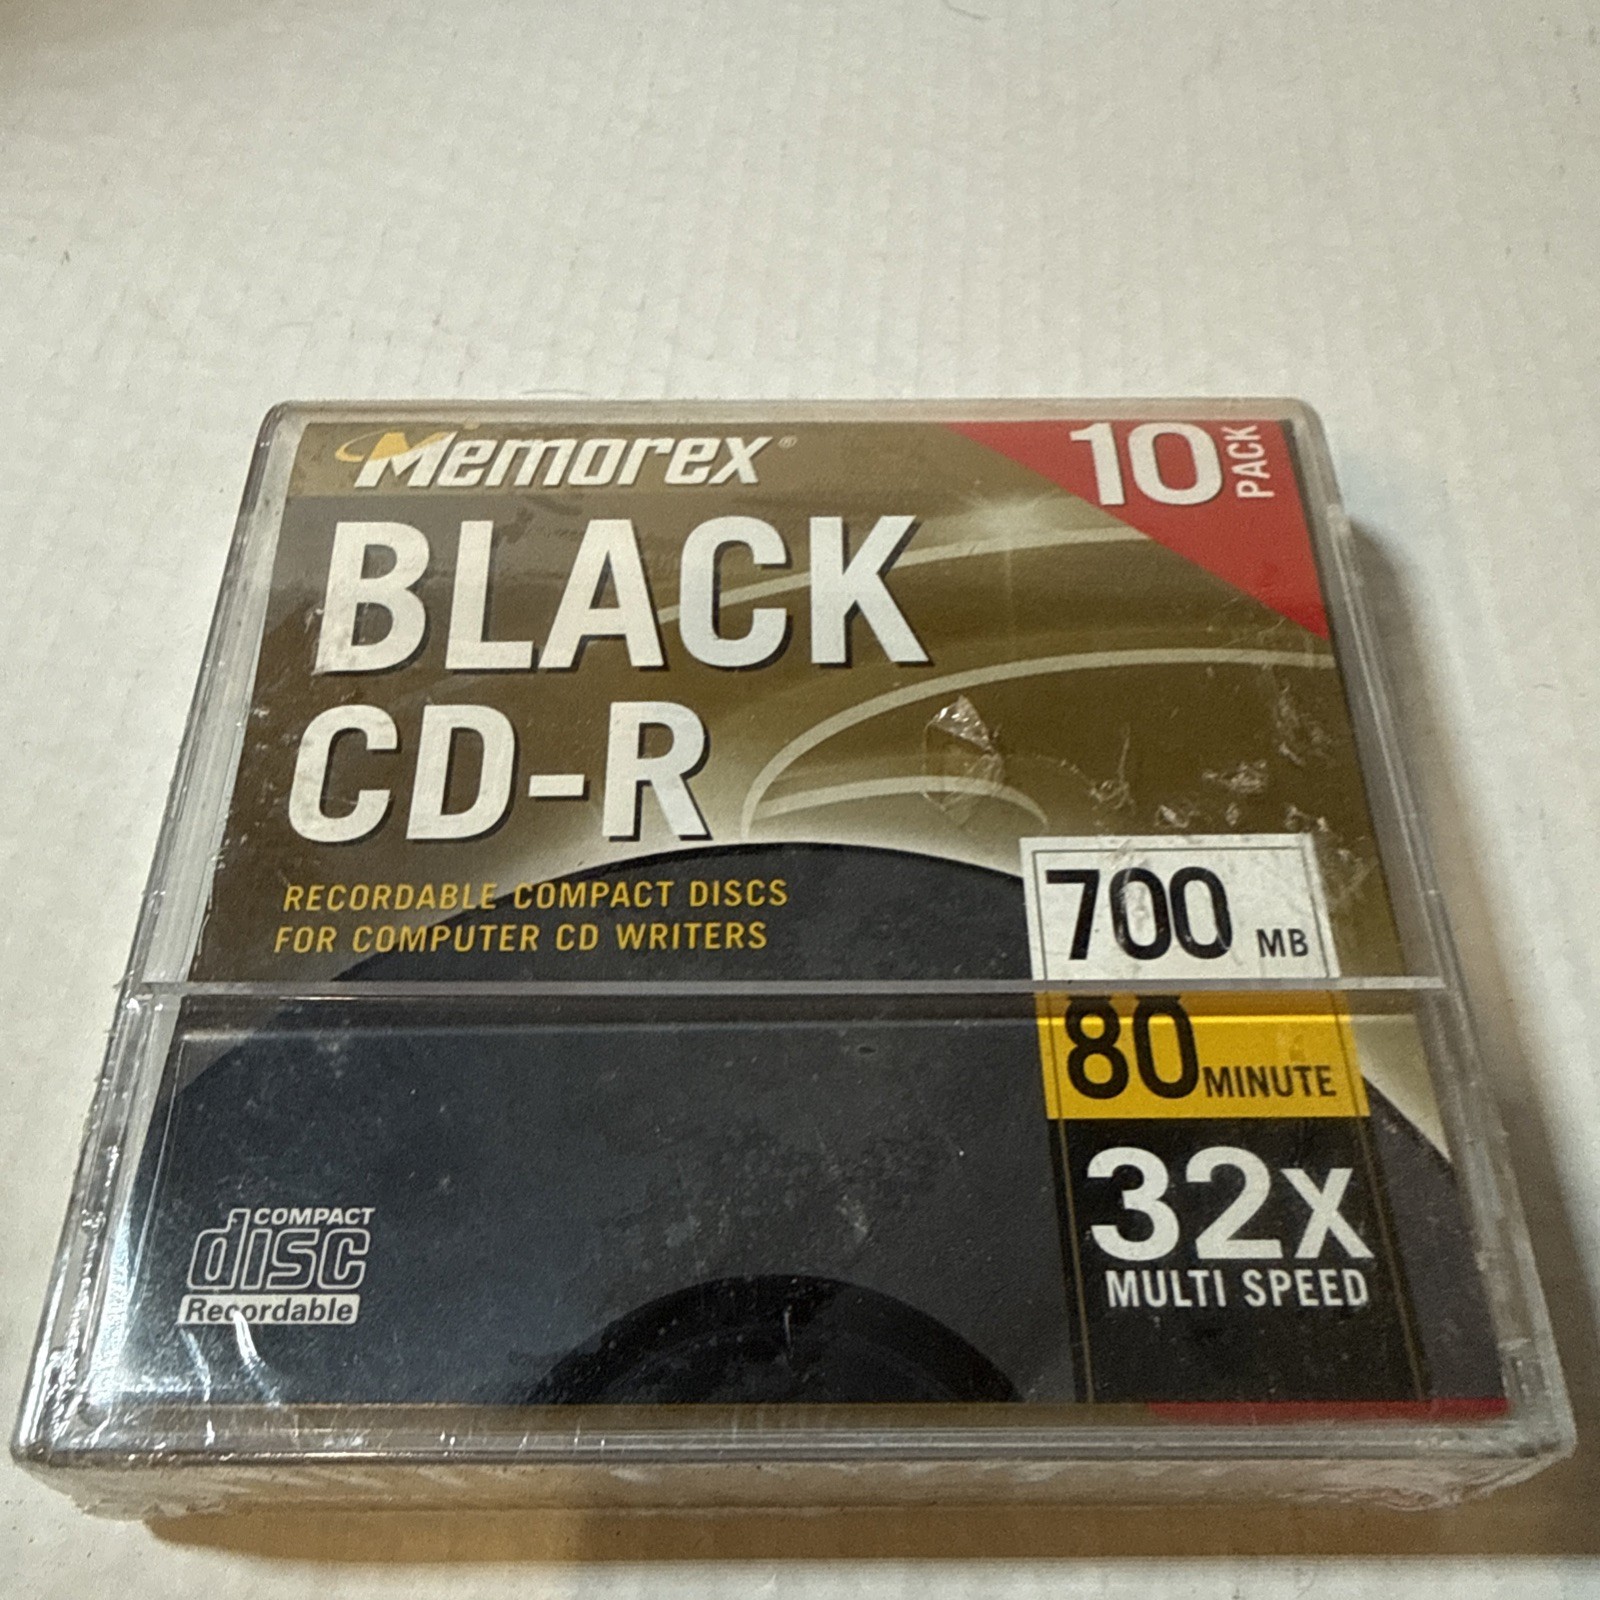 Memorex®
10 PACK
BLACK
CD-R
RECORDABLE COMPACT DISCS
FOR COMPUTER CD WRITERS
700 MB
80 MINUTE
32X
MULTI SPEED
COMPACT
disc
Recordable